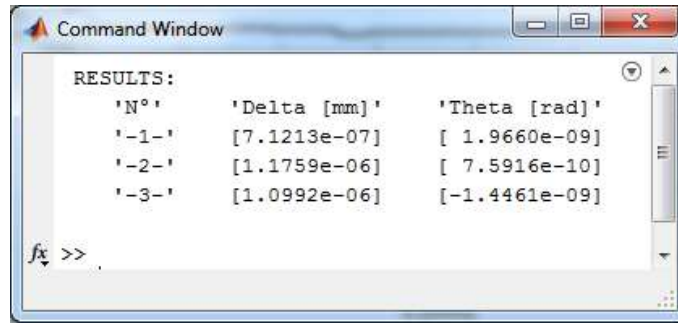 Command Window
RESULTS:
'N°' 'Delta [mm]' 'Theta [rad]'
'-1-' [7.1213e-07] [ 1.9660e-09]
'-2-' [1.1759e-06] [ 7.5916e-10]
'-3-' [1.0992e-06] [-1.4461e-09]
fx >>